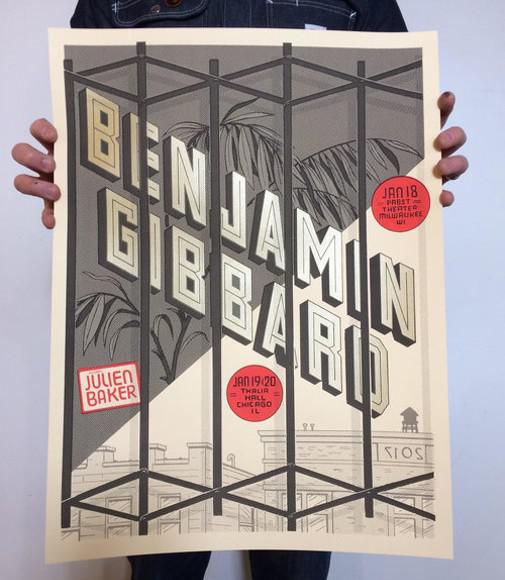 BENJAMIN
GIBBARD
JAN 18
PABST
THEATER
MILWAUKEE
WI
JULIEN
BAKER
JAN 19&20
THALIA
HALL
CHICAGO
IL
2017